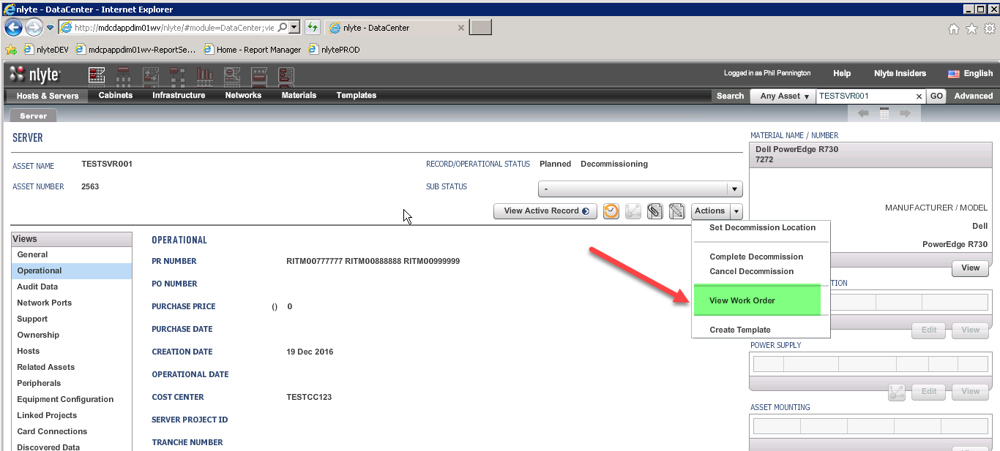 nlyte - DataCenter - Internet Explorer
http://mdcdappdim01wv/nlyte/#module=DataCenter;vie
nlyte - DataCenter
nlyteDEV
mdcpappdim01wv-ReportSe...
Home - Report Manager
nlytePROD
nlyte
Logged in as Phil Pennington
Help
Nlyte Insiders
English
Hosts & Servers
Cabinets
Infrastructure
Networks
Materials
Templates
Search
Any Asset
TESTSVR001
GO
Advanced
Server
SERVER
ASSET NAME TESTSVR001
RECORD/OPERATIONAL STATUS Planned Decommissioning
ASSET NUMBER 2563
SUB STATUS -
View Active Record
Actions
Set Decommission Location
Complete Decommission
Cancel Decommission
View Work Order
Create Template
Views
General
Operational
Audit Data
Network Ports
Support
Ownership
Hosts
Related Assets
Peripherals
Equipment Configuration
Linked Projects
Card Connections
Discovered Data
OPERATIONAL
PR NUMBER RITM00777777 RITM00888888 RITM00999999
PO NUMBER
PURCHASE PRICE () 0
PURCHASE DATE
CREATION DATE 19 Dec 2016
OPERATIONAL DATE
COST CENTER TESTCC123
SERVER PROJECT ID
TRANCHE NUMBER
MATERIAL NAME / NUMBER
Dell PowerEdge R730
7272
MANUFACTURER / MODEL
Dell
PowerEdge R730
View
TION
Edit View
POWER SUPPLY
Edit View
ASSET MOUNTING